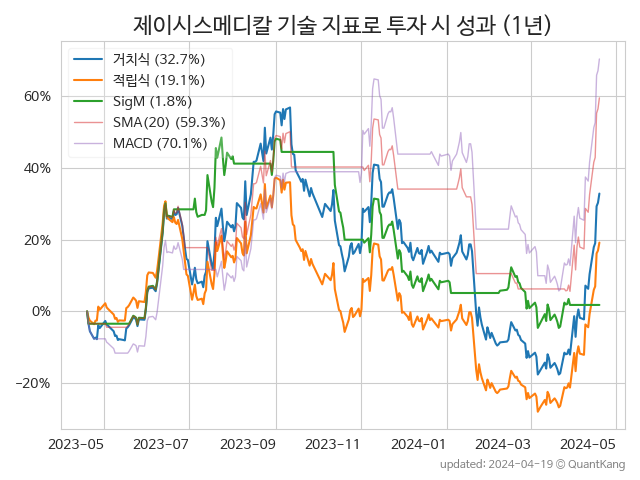 제이시스메디칼 기술 지표로 투자 시 성과 (1년)
거치식 (32.7%)
적립식 (19.1%)
SigM (1.8%)
SMA(20) (59.3%)
MACD (70.1%)
60%
40%
20%
0%
−20%
2023-05 2023-07 2023-09 2023-11 2024-01 2024-03 2024-05
updated: 2024-04-19 © QuantKang